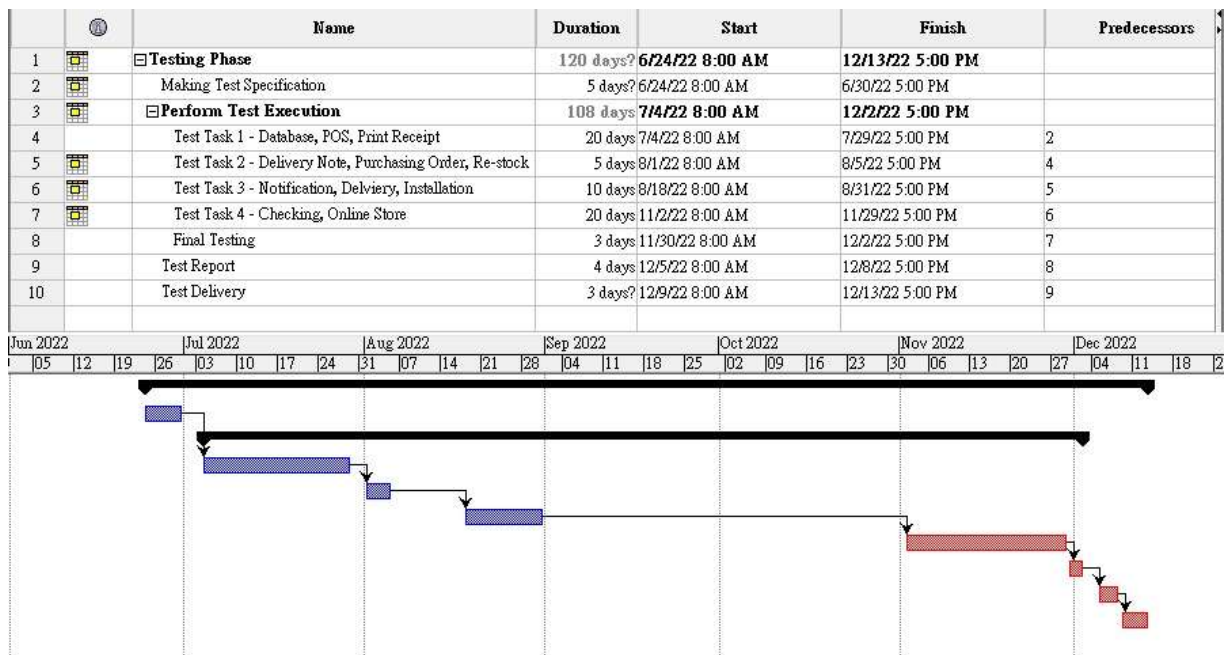 Name Duration Start Finish Predecessors
1 Testing Phase 120 days? 6/24/22 8:00 AM 12/13/22 5:00 PM
2 Making Test Specification 5 days? 6/24/22 8:00 AM 6/30/22 5:00 PM
3 Perform Test Execution 108 days 7/4/22 8:00 AM 12/2/22 5:00 PM
4 Test Task 1 - Database, POS, Print Receipt 20 days 7/4/22 8:00 AM 7/29/22 5:00 PM 2
5 Test Task 2 - Delivery Note, Purchasing Order, Re-stock 5 days 8/1/22 8:00 AM 8/5/22 5:00 PM 4
6 Test Task 3 - Notification, Delviery, Installation 10 days 8/18/22 8:00 AM 8/31/22 5:00 PM 5
7 Test Task 4 - Checking, Online Store 20 days 11/2/22 8:00 AM 11/29/22 5:00 PM 6
8 Final Testing 3 days 11/30/22 8:00 AM 12/2/22 5:00 PM 7
9 Test Report 4 days 12/5/22 8:00 AM 12/8/22 5:00 PM 8
10 Test Delivery 3 days? 12/9/22 8:00 AM 12/13/22 5:00 PM 9
Jun 2022 Jul 2022 Aug 2022 Sep 2022 Oct 2022 Nov 2022 Dec 2022
05 12 19 26 03 10 17 24 31 07 14 21 28 04 11 18 25 02 09 16 23 30 06 13 20 27 04 11 18 2